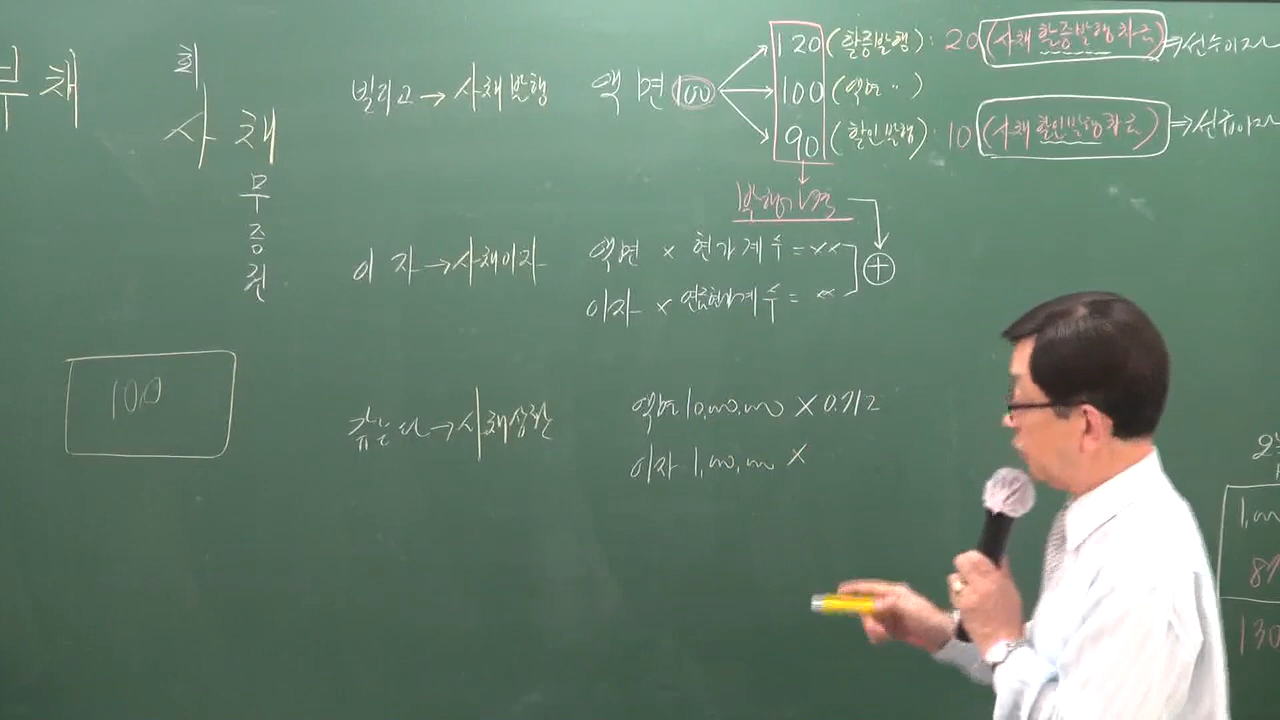 부채
회
사채
무
증
권
100
빌리고 → 사채발행
액면 100
120 (할증발행) : 20 (사채할증발행차금) ⇒ 선수이자
100 (액면 〃)
90 (할인발행) : 10 (사채할인발행차금) ⇒ 선급이자
이자 → 사채이자
액면 × 현가계수 = ××
이자 × 연금현가계수 =
⊕
갚는다 → 사채상환
액면 10,000,000 × 0.712
이자 1,000,000 ×